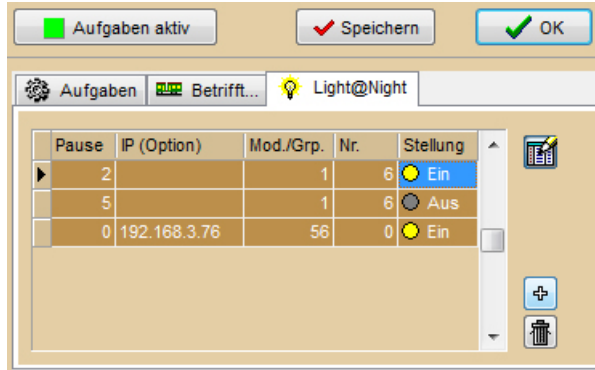 Aufgaben aktiv Speichern OK
Aufgaben Betrifft... Light@Night
Pause IP (Option) Mod./Grp. Nr. Stellung
2 1 6 Ein
5 1 6 Aus
0 192.168.3.76 56 0 Ein